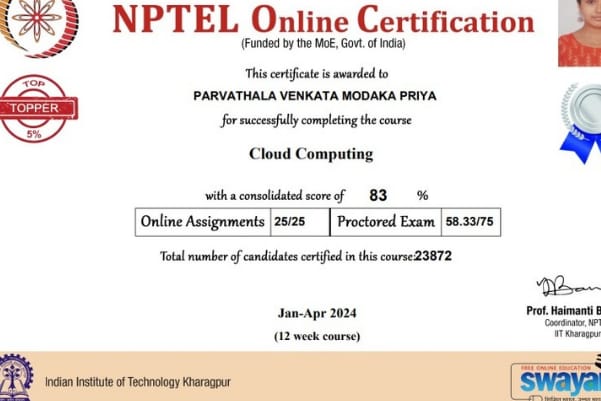 NPTEL Online Certification
(Funded by the MoE, Govt. of India)
This certificate is awarded to
PARVATHALA VENKATA MODAKA PRIYA
for successfully completing the course
Cloud Computing
with a consolidated score of 83 %
Online Assignments 25/25 Proctored Exam 58.33/75
Total number of candidates certified in this course:23872
TOP
TOPPER
5%
Prof. Haimanti B
Coordinator, NPT
IIT Kharagpur
Jan-Apr 2024
(12 week course)
Indian Institute of Technology Kharagpur
FREE ONLINE EDUCATION
swaya